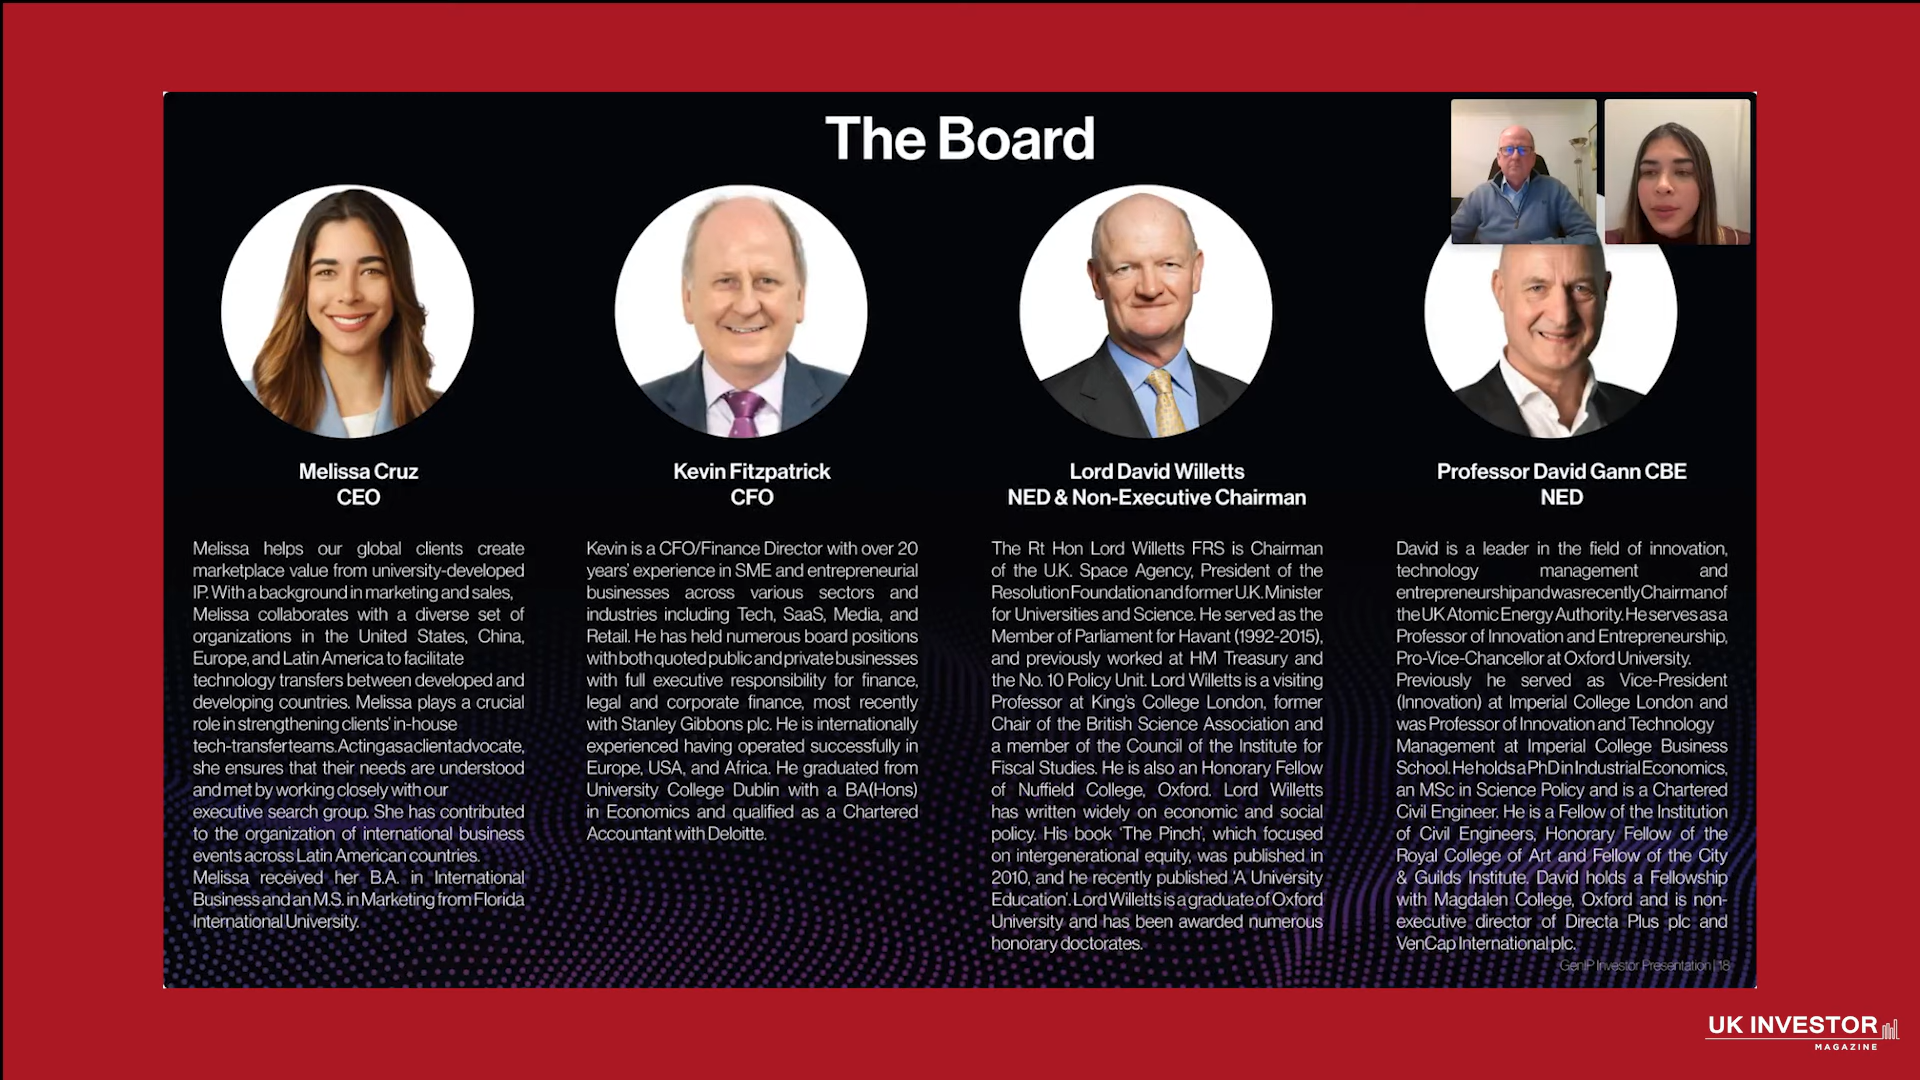 The Board
Melissa Cruz
CEO
Melissa helps our global clients create
marketplace value from university-developed
IP. With a background in marketing and sales,
Melissa collaborates with a diverse set of
organizations in the United States, China,
Europe, and Latin America to facilitate
technology transfers between developed and
developing countries. Melissa plays a crucial
role in strengthening clients' in-house
tech-transfer teams. Acting as a client advocate,
she ensures that their needs are understood
and met by working closely with our
executive search group. She has contributed
to the organization of international business
events across Latin American countries.
Melissa received her B.A. in International
Business and an M.S. in Marketing from Florida
International University.
Kevin Fitzpatrick
CFO
Kevin is a CFO/Finance Director with over 20
years' experience in SME and entrepreneurial
businesses across various sectors and
industries including Tech, SaaS, Media, and
Retail. He has held numerous board positions
with both quoted public and private businesses
with full executive responsibility for finance,
legal and corporate finance, most recently
with Stanley Gibbons plc. He is internationally
experienced having operated successfully in
Europe, USA, and Africa. He graduated from
University College Dublin with a BA(Hons)
in Economics and qualified as a Chartered
Accountant with Deloitte.
Lord David Willetts
NED & Non-Executive Chairman
The Rt Hon Lord Willetts FRS is Chairman
of the U.K. Space Agency, President of the
Resolution Foundation and former U.K. Minister
for Universities and Science. He served as the
Member of Parliament for Havant (1992-2015),
and previously worked at HM Treasury and
the No. 10 Policy Unit. Lord Willetts is a visiting
Professor at King's College London, former
Chair of the British Science Association and
a member of the Council of the Institute for
Fiscal Studies. He is also an Honorary Fellow
of Nuffield College, Oxford. Lord Willetts
has written widely on economic and social
policy. His book 'The Pinch', which focused
on intergenerational equity, was published in
2010, and he recently published 'A University
Education'. Lord Willetts is a graduate of Oxford
University and has been awarded numerous
honorary doctorates.
Professor David Gann CBE
NED
David is a leader in the field of innovation,
technology management and
entrepreneurship and was recently Chairman of
the UK Atomic Energy Authority. He serves as a
Professor of Innovation and Entrepreneurship,
Pro-Vice-Chancellor at Oxford University.
Previously he served as Vice-President
(Innovation) at Imperial College London and
was Professor of Innovation and Technology
Management at Imperial College Business
School. He holds a PhD in Industrial Economics,
an MSc in Science Policy and is a Chartered
Civil Engineer. He is a Fellow of the Institution
of Civil Engineers, Honorary Fellow of the
Royal College of Art and Fellow of the City
& Guilds Institute. David holds a Fellowship
with Magdalen College, Oxford and is non-
executive director of Directa Plus plc and
VenCap International plc.
GenIP Investor Presentation | 18
UK INVESTOR
MAGAZINE